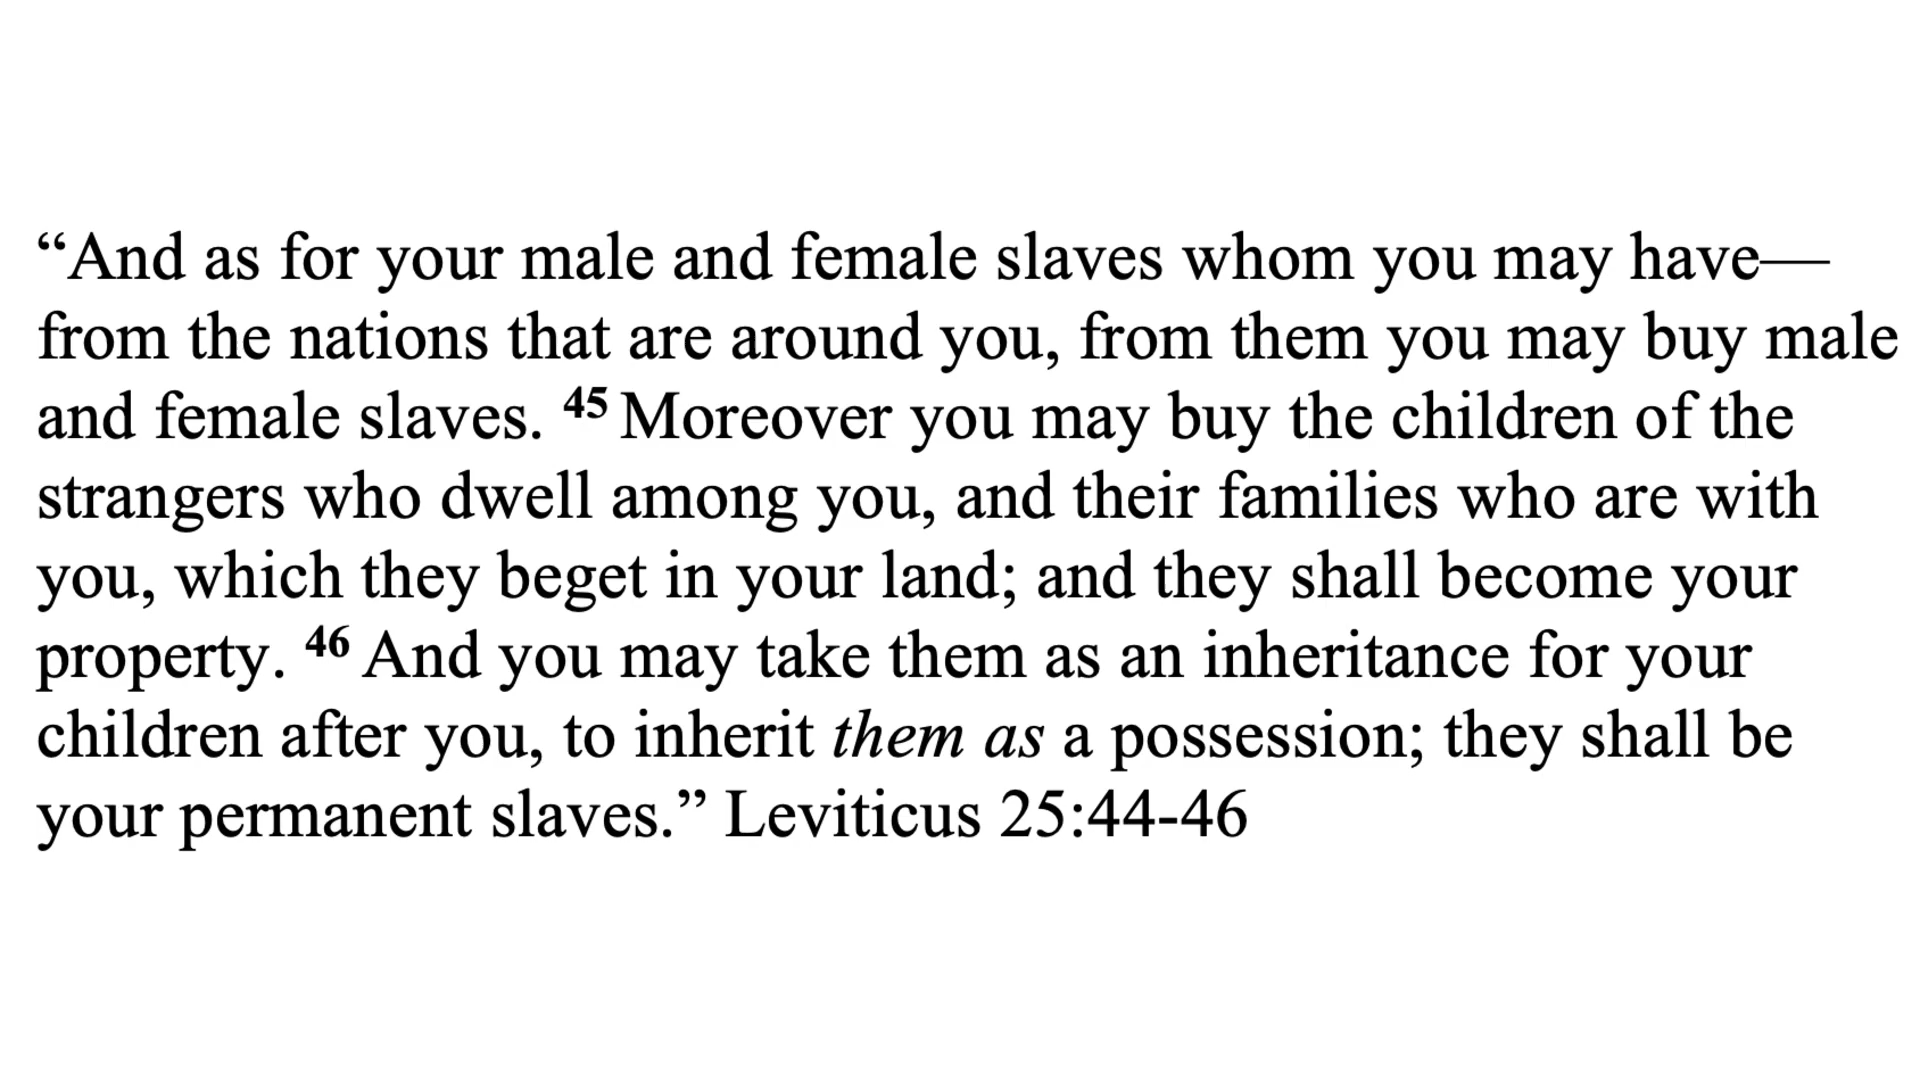 “And as for your male and female slaves whom you may have—
from the nations that are around you, from them you may buy male
and female slaves. 45 Moreover you may buy the children of the
strangers who dwell among you, and their families who are with
you, which they beget in your land; and they shall become your
property. 46 And you may take them as an inheritance for your
children after you, to inherit them as a possession; they shall be
your permanent slaves.” Leviticus 25:44-46